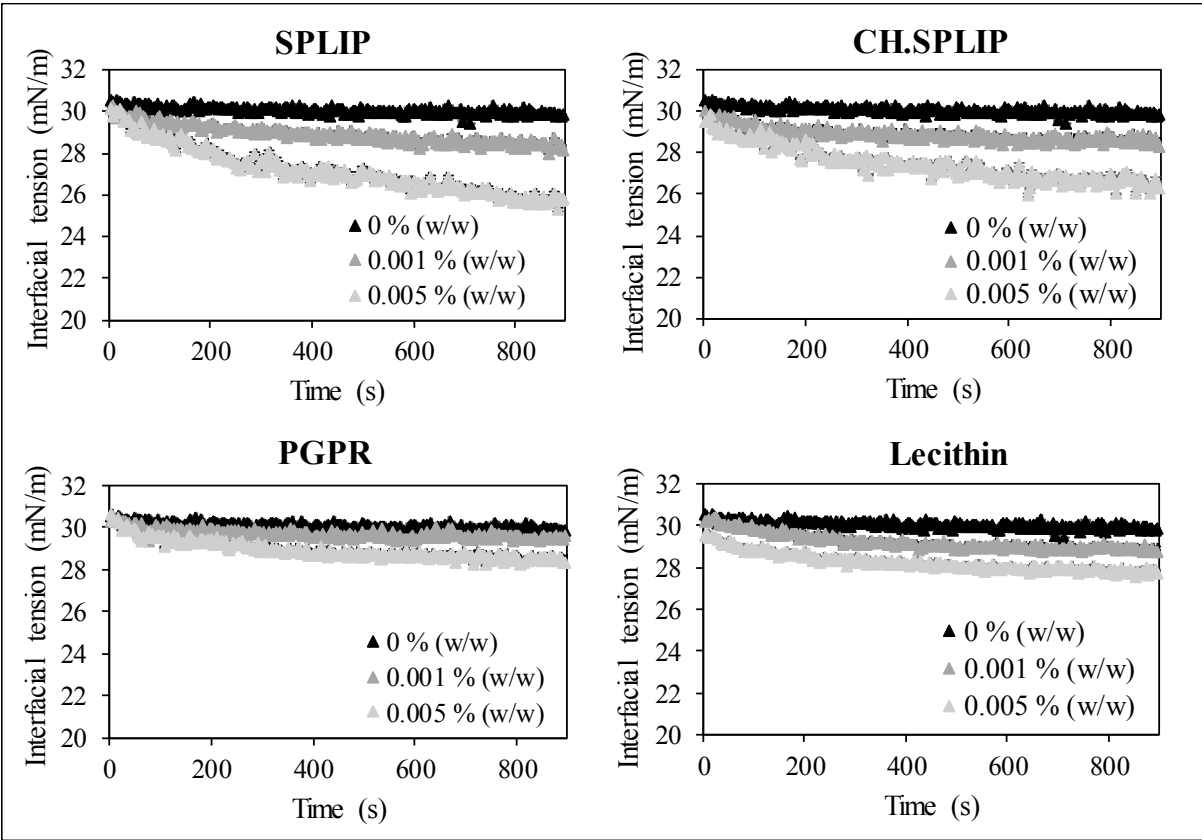 SPLIP
Interfacial tension (mN/m)
32
30
28
26
24
22
20
0 % (w/w)
0.001 % (w/w)
0.005 % (w/w)
0 200 400 600 800
Time (s)
CH.SPLIP
Interfacial tension (mN/m)
32
30
28
26
24
22
20
0 % (w/w)
0.001 % (w/w)
0.005 % (w/w)
0 200 400 600 800
Time (s)
PGPR
Interfacial tension (mN/m)
32
30
28
26
24
22
20
0 % (w/w)
0.001 % (w/w)
0.005 % (w/w)
0 200 400 600 800
Time (s)
Lecithin
Interfacial tension (mN/m)
32
30
28
26
24
22
20
0 % (w/w)
0.001 % (w/w)
0.005 % (w/w)
0 200 400 600 800
Time (s)